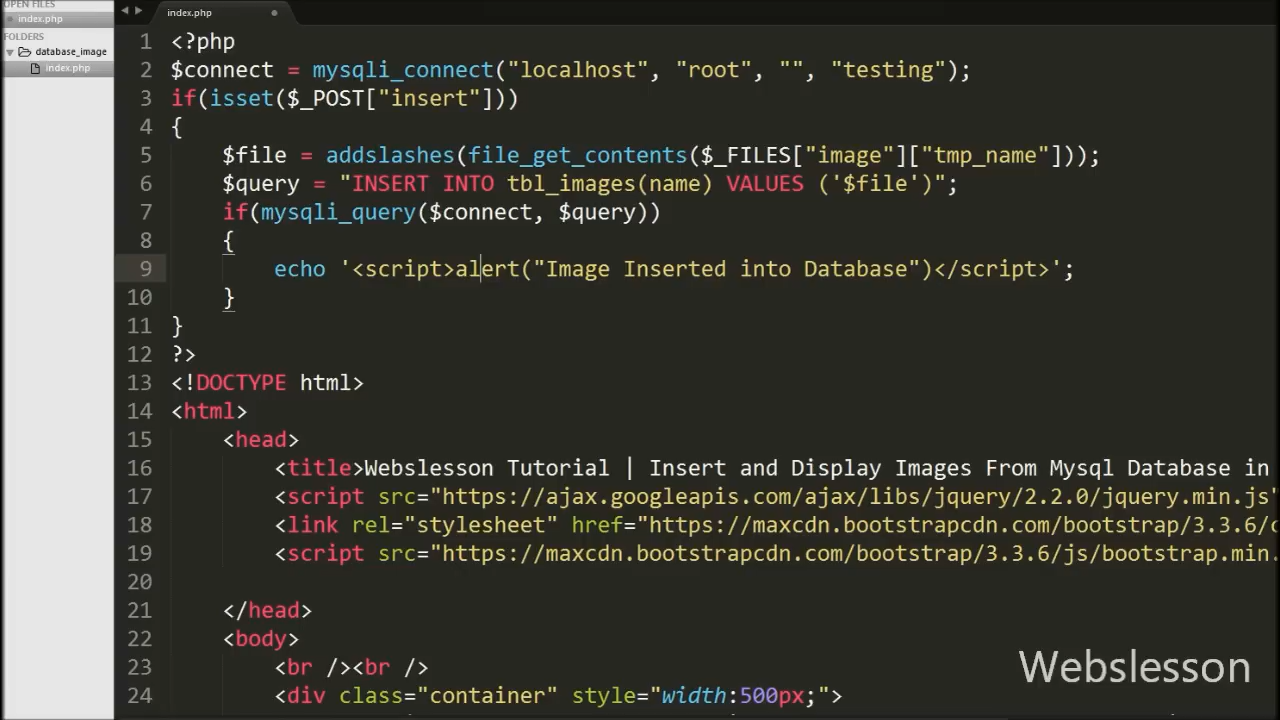 OPEN FILES
index.php
FOLDERS
database_image
index.php
index.php
1 <?php
2 $connect = mysqli_connect("localhost", "root", "", "testing");
3 if(isset($_POST["insert"]))
4 {
5 $file = addslashes(file_get_contents($_FILES["image"]["tmp_name"]));
6 $query = "INSERT INTO tbl_images(name) VALUES ('$file')";
7 if(mysqli_query($connect, $query))
8 {
9 echo '<script>alert("Image Inserted into Database")</script>';
10 }
11 }
12 ?>
13 <!DOCTYPE html>
14 <html>
15 <head>
16 <title>Webslesson Tutorial | Insert and Display Images From Mysql Database in
17 <script src="https://ajax.googleapis.com/ajax/libs/jquery/2.2.0/jquery.min.js"
18 <link rel="stylesheet" href="https://maxcdn.bootstrapcdn.com/bootstrap/3.3.6/c
19 <script src="https://maxcdn.bootstrapcdn.com/bootstrap/3.3.6/js/bootstrap.min.
20
21 </head>
22 <body>
23 <br /><br />
24 <div class="container" style="width:500px;">
Webslesson